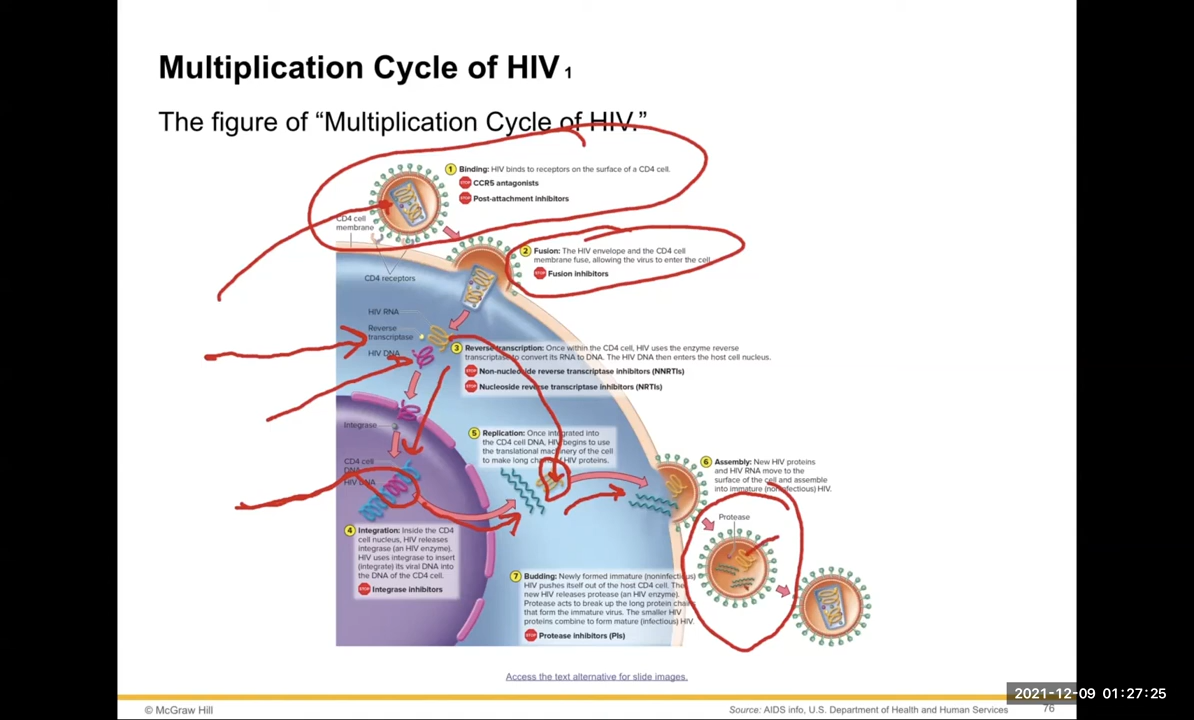 Multiplication Cycle of HIV 1
The figure of “Multiplication Cycle of HIV.”
1 Binding: HIV binds to receptors on the surface of a CD4 cell.
STOP CCR5 antagonists
STOP Post-attachment inhibitors
CD4 cell
membrane
CD4 receptors
2 Fusion: The HIV envelope and the CD4 cell
membrane fuse, allowing the virus to enter the cell.
STOP Fusion inhibitors
HIV RNA
Reverse
transcriptase
HIV DNA
3 Reverse transcription: Once within the CD4 cell, HIV uses the enzyme reverse
transcriptase to convert its RNA to DNA. The HIV DNA then enters the host cell nucleus.
STOP Non-nucleoside reverse transcriptase inhibitors (NNRTIs)
STOP Nucleoside reverse transcriptase inhibitors (NRTIs)
Integrase
CD4 cell
DNA
HIV DNA
4 Integration: Inside the CD4
cell nucleus, HIV releases
integrase (an HIV enzyme).
HIV uses integrase to insert
(integrate) its viral DNA into
the DNA of the CD4 cell.
STOP Integrase inhibitors
5 Replication: Once integrated into
the CD4 cell DNA, HIV begins to use
the translational machinery of the cell
to make long chains of HIV proteins.
6 Assembly: New HIV proteins
and HIV RNA move to the
surface of the cell and assemble
into immature (noninfectious) HIV.
Protease
7 Budding: Newly formed immature (noninfectious)
HIV pushes itself out of the host CD4 cell. The
new HIV releases protease (an HIV enzyme).
Protease acts to break up the long protein chains
that form the immature virus. The smaller HIV
proteins combine to form mature (infectious) HIV.
STOP Protease inhibitors (PIs)
Access the text alternative for slide images.
2021-12-09 01:27:25
© McGraw Hill
Source: AIDS info, U.S. Department of Health and Human Services
76